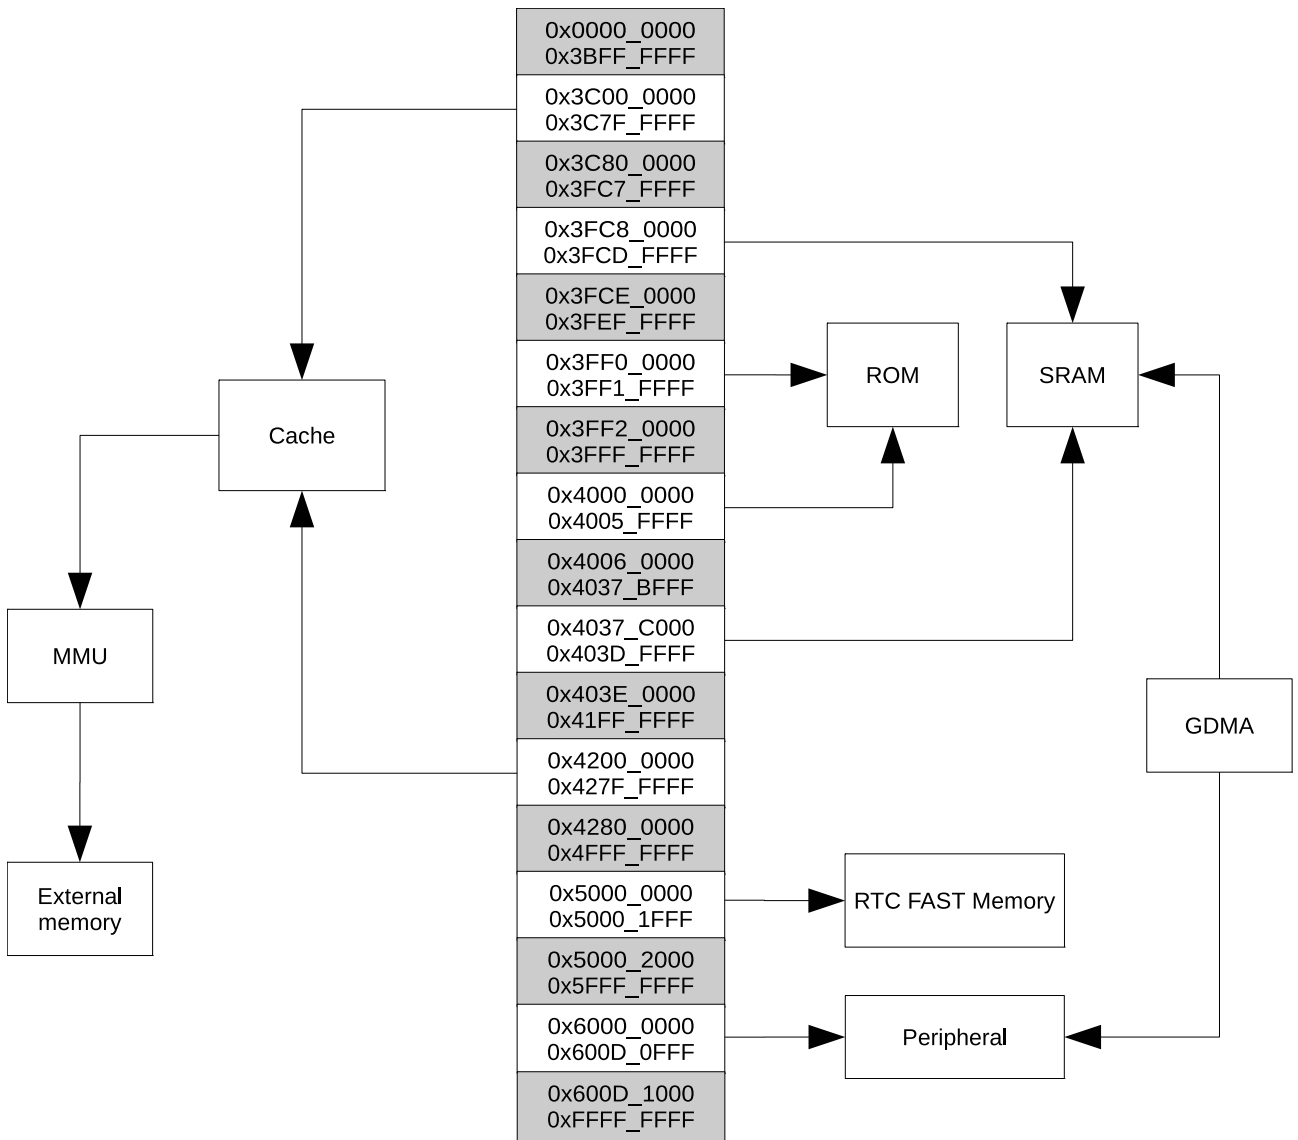 0x0000_0000
0x3BFF_FFFF
0x3C00_0000
0x3C7F_FFFF
0x3C80_0000
0x3FC7_FFFF
0x3FC8_0000
0x3FCD_FFFF
0x3FCE_0000
0x3FEF_FFFF
0x3FF0_0000
0x3FF1_FFFF
ROM
SRAM
Cache
0x3FF2_0000
0x3FFF_FFFF
0x4000_0000
0x4005_FFFF
0x4006_0000
0x4037_BFFF
MMU
0x4037_C000
0x403D_FFFF
0x403E_0000
0x41FF_FFFF
GDMA
0x4200_0000
0x427F_FFFF
0x4280_0000
0x4FFF_FFFF
External
memory
0x5000_0000
0x5000_1FFF
RTC FAST Memory
0x5000_2000
0x5FFF_FFFF
0x6000_0000
0x600D_0FFF
Peripheral
0x600D_1000
0xFFFF_FFFF